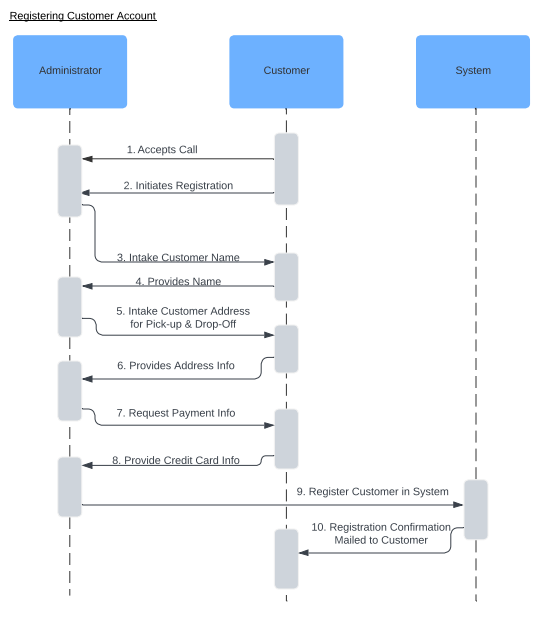 Registering Customer Account
Administrator
Customer
System
1. Accepts Call
2. Initiates Registration
3. Intake Customer Name
4. Provides Name
5. Intake Customer Address
for Pick-up & Drop-Off
6. Provides Address Info
7. Request Payment Info
8. Provide Credit Card Info
9. Register Customer in System
10. Registration Confirmation
Mailed to Customer